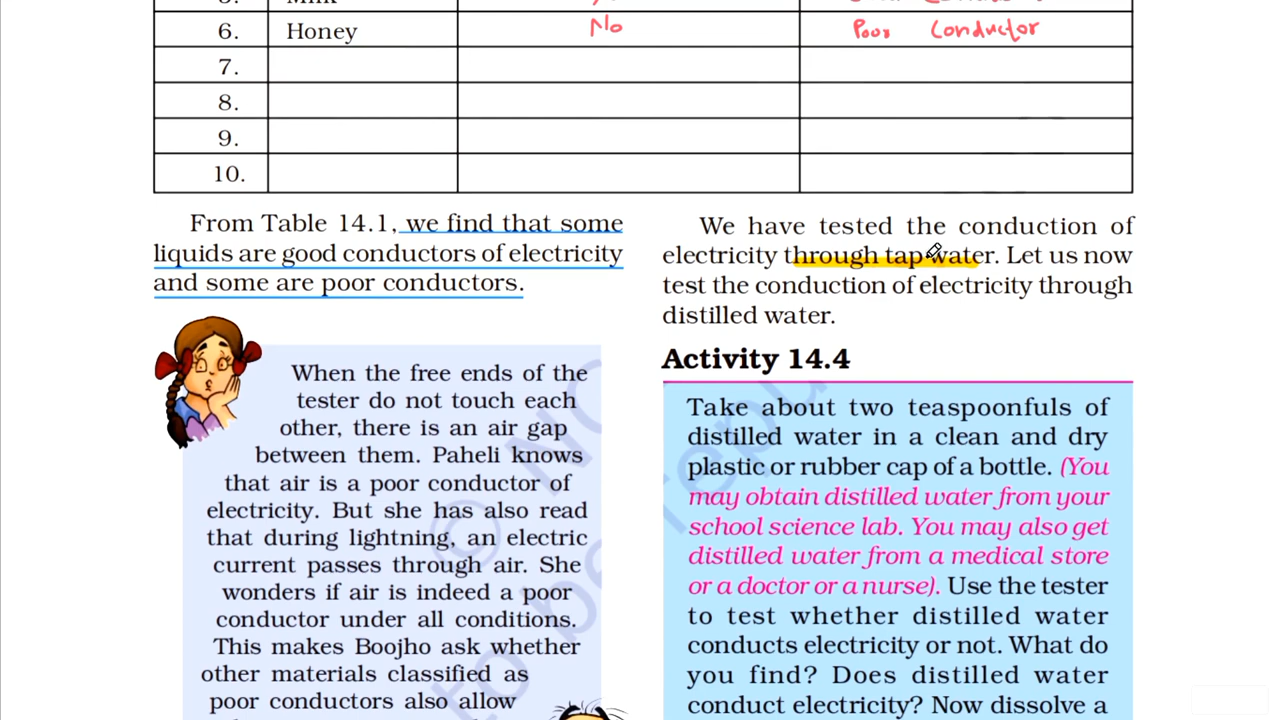 6. Honey No Poor Conductor
7.
8.
9.
10.
From Table 14.1, we find that some
liquids are good conductors of electricity
and some are poor conductors.
When the free ends of the
tester do not touch each
other, there is an air gap
between them. Paheli knows
that air is a poor conductor of
electricity. But she has also read
that during lightning, an electric
current passes through air. She
wonders if air is indeed a poor
conductor under all conditions.
This makes Boojho ask whether
other materials classified as
poor conductors also allow
We have tested the conduction of
electricity through tap water. Let us now
test the conduction of electricity through
distilled water.
Activity 14.4
Take about two teaspoonfuls of
distilled water in a clean and dry
plastic or rubber cap of a bottle. (You
may obtain distilled water from your
school science lab. You may also get
distilled water from a medical store
or a doctor or a nurse). Use the tester
to test whether distilled water
conducts electricity or not. What do
you find? Does distilled water
conduct electricity? Now dissolve a